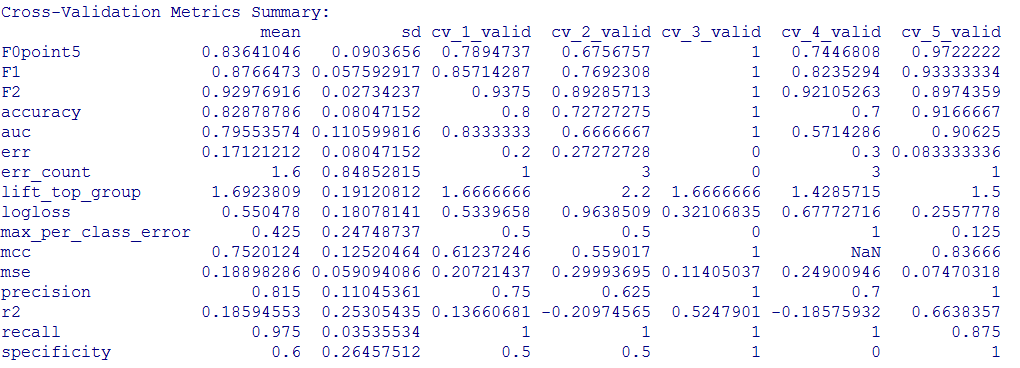 Cross-Validation Metrics Summary:
mean sd cv_1_valid cv_2_valid cv_3_valid cv_4_valid cv_5_valid
F0point5 0.83641046 0.0903656 0.7894737 0.6756757 1 0.7446808 0.9722222
F1 0.8766473 0.057592917 0.85714287 0.7692308 1 0.8235294 0.93333334
F2 0.92976916 0.02734237 0.9375 0.89285713 1 0.92105263 0.8974359
accuracy 0.82878786 0.08047152 0.8 0.72727275 1 0.7 0.9166667
auc 0.79553574 0.110599816 0.8333333 0.6666667 1 0.5714286 0.90625
err 0.17121212 0.08047152 0.2 0.27272728 0 0.3 0.083333336
err_count 1.6 0.84852815 1 3 0 3 1
lift_top_group 1.6923809 0.19120812 1.6666666 2.2 1.6666666 1.4285715 1.5
logloss 0.550478 0.18078141 0.5339658 0.9638509 0.32106835 0.67772716 0.2557778
max_per_class_error 0.425 0.24748737 0.5 0.5 0 1 0.125
mcc 0.7520124 0.12520464 0.61237246 0.559017 1 NaN 0.83666
mse 0.18898286 0.059094086 0.20721437 0.29993695 0.11405037 0.24900946 0.07470318
precision 0.815 0.11045361 0.75 0.625 1 0.7 1
r2 0.18594553 0.25305435 0.13660681 -0.20974565 0.5247901 -0.18575932 0.6638357
recall 0.975 0.03535534 1 1 1 1 0.875
specificity 0.6 0.26457512 0.5 0.5 1 0 1